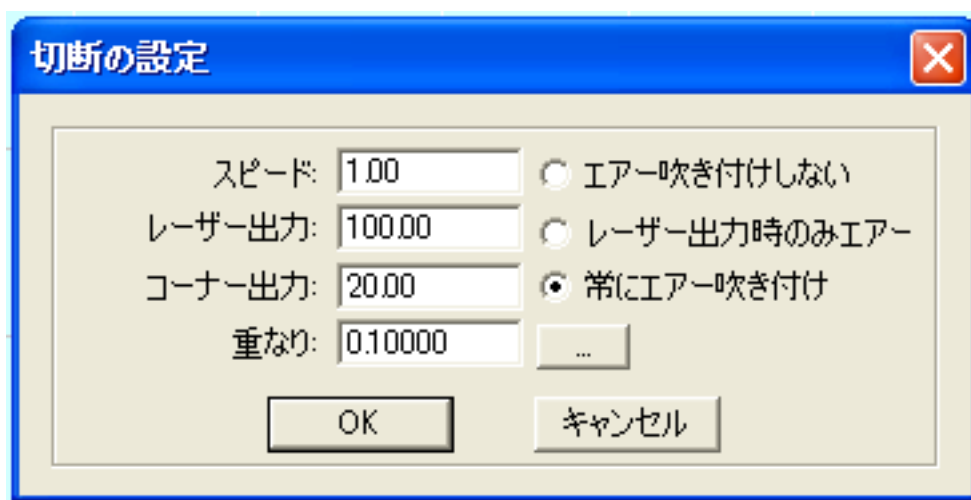 切断の設定
スピード: 1.00
エアー吹き付けしない
レーザー出力: 100.00
レーザー出力時のみエアー
コーナー出力: 20.00
常にエアー吹き付け
重なり: 0.10000
...
OK
キャンセル